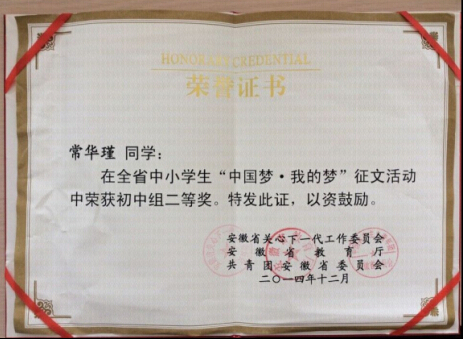 HONORARY CREDENTIAL
荣誉证书
常华瑾 同学：
在全省中小学生“中国梦·我的梦”征文活动
中荣获初中组二等奖。特发此证，以资鼓励。
安徽省关心下一代工作委员会
安徽省教育厅
共青团安徽省委员会
二〇一四年十二月